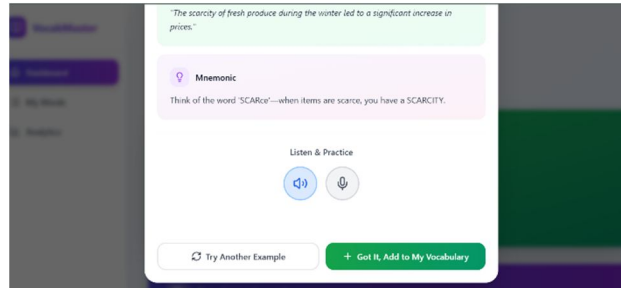 "The scarcity of fresh produce during the winter led to a significant increase in
prices."
Mnemonic
Think of the word 'SCARce'—when items are scarce, you have a SCARCITY.
Listen & Practice
Try Another Example
+ Got It, Add to My Vocabulary